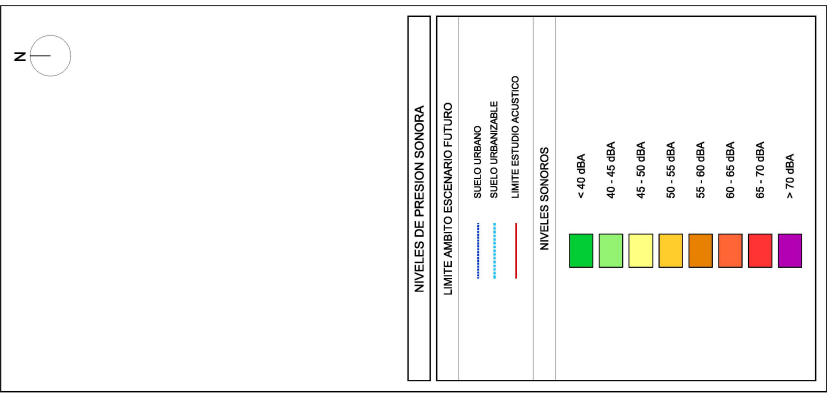 N
NIVELES DE PRESION SONORA
LIMITE AMBITO ESCENARIO FUTURO
SUELO URBANO
SUELO URBANIZABLE
LIMITE ESTUDIO ACUSTICO
NIVELES SONOROS
< 40 dBA
40 - 45 dBA
45 - 50 dBA
50 - 55 dBA
55 - 60 dBA
60 - 65 dBA
65 - 70 dBA
> 70 dBA